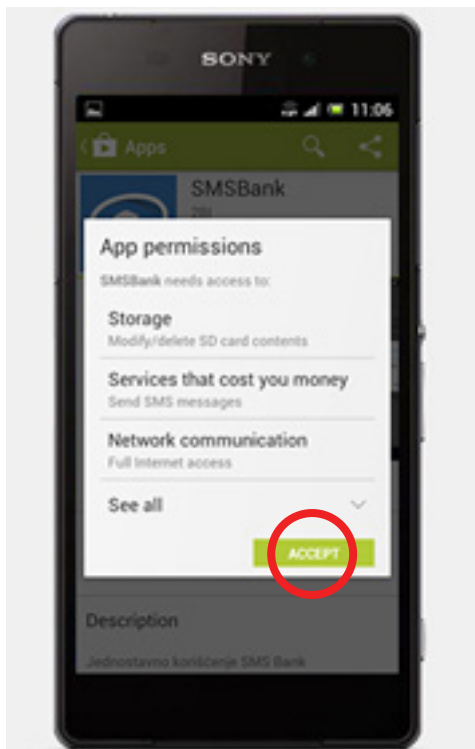 SONY
11:06
Apps
SMSBank
App permissions
SMSBank needs access to:
Storage
Modify/delete SD card contents
Services that cost you money
Send SMS messages
Network communication
Full Internet access
See all
ACCEPT
Description
Jednostavno korišćenje SMS Bank